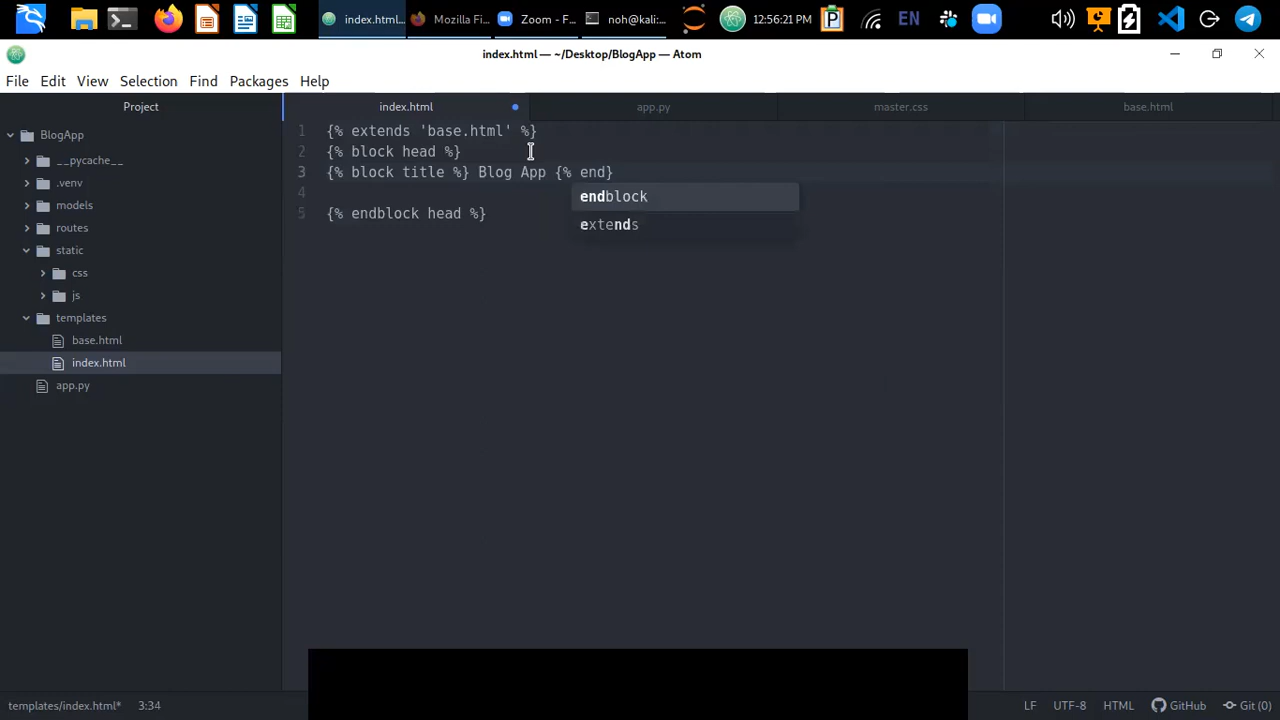 index.html...
Mozilla Fi...
Zoom - F...
noh@kali:...
12:56:21 PM
P
EN
index.html — ~/Desktop/BlogApp — Atom
File Edit View Selection Find Packages Help
Project
index.html
app.py
master.css
base.html
BlogApp
__pycache__
.venv
models
routes
static
css
js
templates
base.html
index.html
app.py
1 {% extends 'base.html' %}
2 {% block head %}
3 {% block title %} Blog App {% end}
4
5 {% endblock head %}
endblock
extends
templates/index.html* 3:34
LF UTF-8 HTML GitHub Git (0)